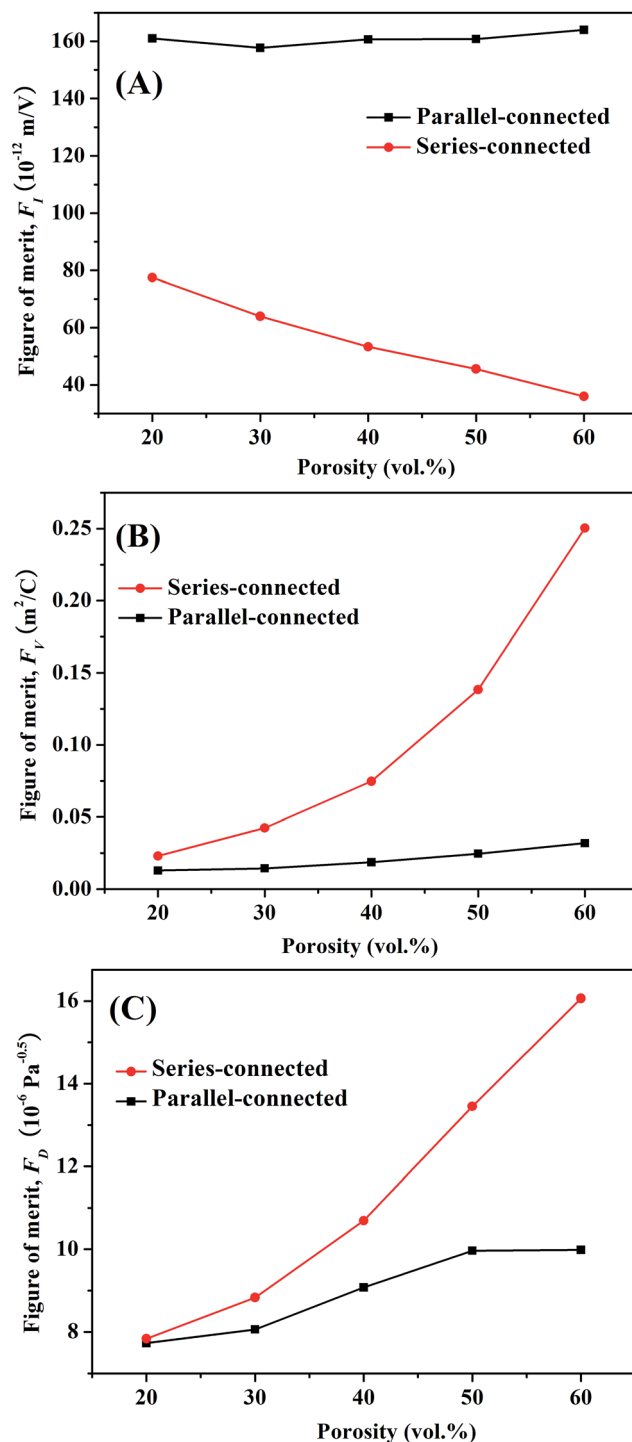 (A)
Parallel-connected
Series-connected
Figure of merit, F_I (10^-12 m/V)
160
140
120
100
80
60
40
20 30 40 50 60
Porosity (vol.%)
(B)
Series-connected
Parallel-connected
Figure of merit, F_V (m²/C)
0.25
0.20
0.15
0.10
0.05
0.00
20 30 40 50 60
Porosity (vol.%)
(C)
Series-connected
Parallel-connected
Figure of merit, F_D (10^-6 Pa^-0.5)
16
14
12
10
8
20 30 40 50 60
Porosity (vol.%)